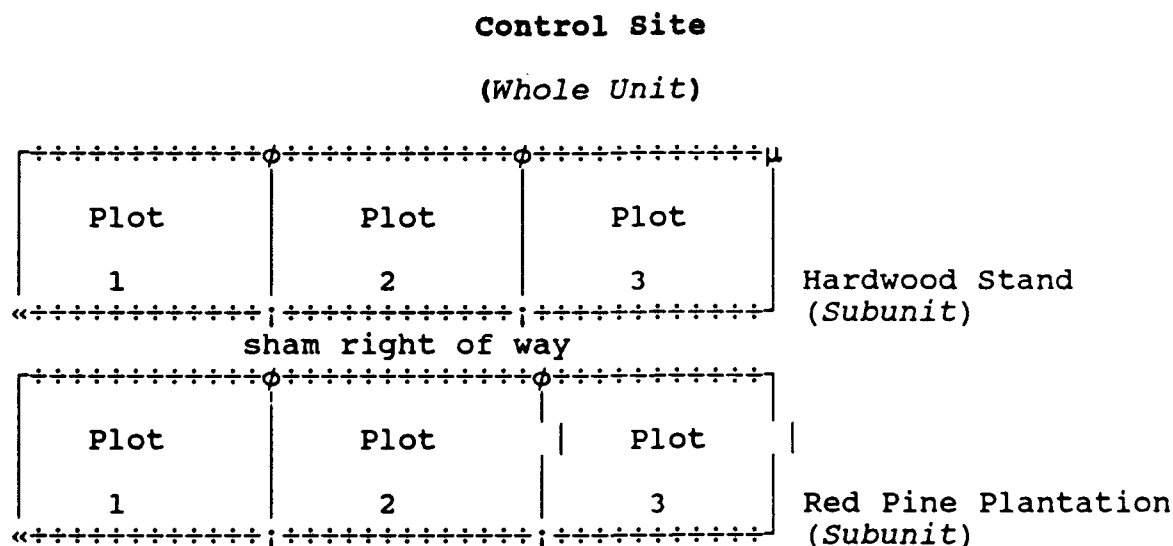 Control Site
(Whole Unit)
Plot Plot Plot
1 2 3 Hardwood Stand
(Subunit)
sham right of way
Plot Plot Plot
1 2 3 Red Pine Plantation
(Subunit)